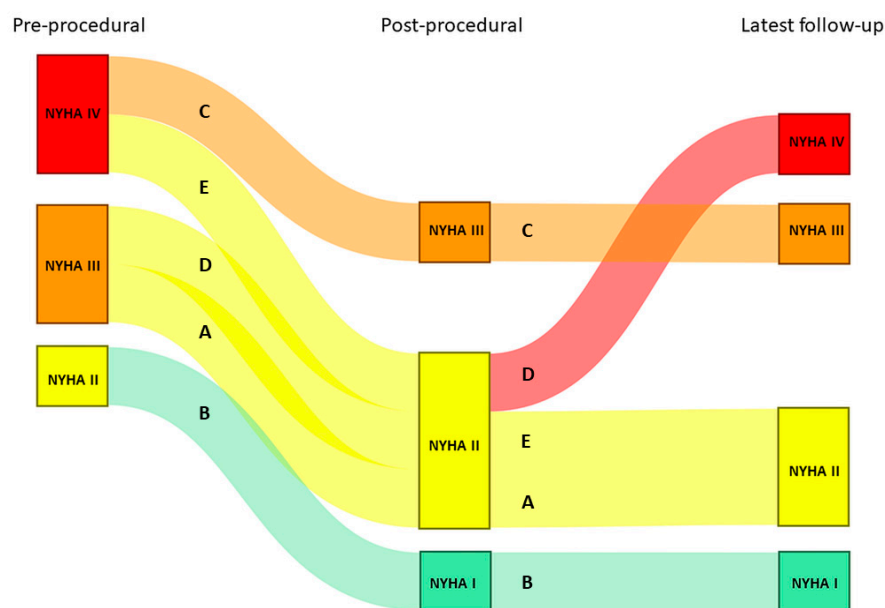 Pre-procedural
Post-procedural
Latest follow-up
NYHA IV
C
E
NYHA III
D
A
NYHA II
B
NYHA III
C
NYHA II
D
E
A
NYHA I
B
NYHA IV
NYHA III
NYHA II
NYHA I